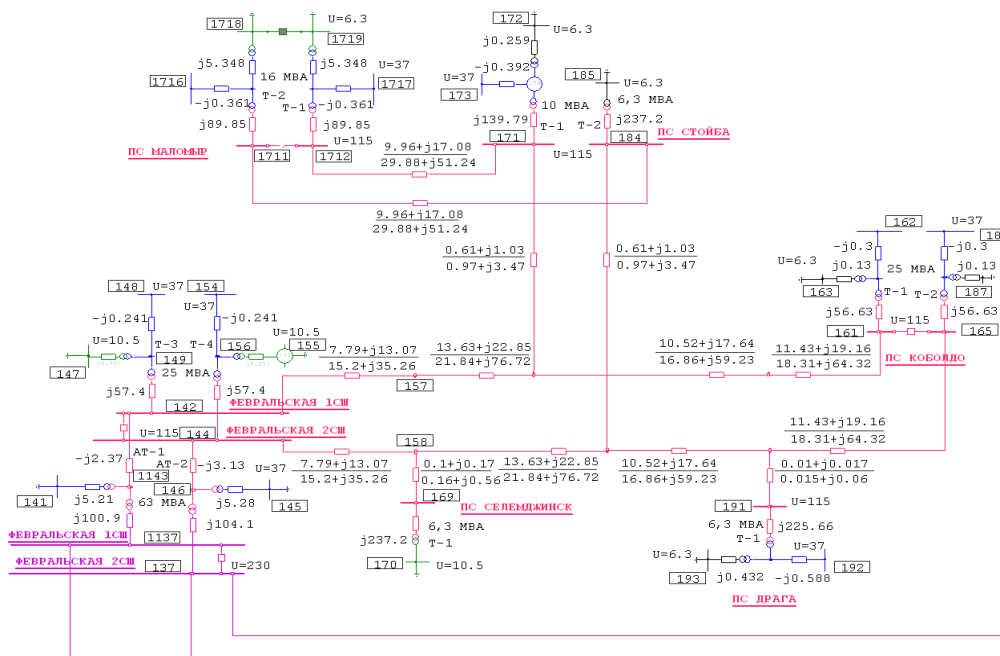 1718
U=6.3
1719
j5.348
j5.348
U=37
1716
16 МВА
1717
Т-2
-j0.361
Т-1
-j0.361
j89.85
j89.85
U=115
ПС МАЛОМЫР
1711
1712
172
U=6.3
j0.259
-j0.392
U=37
173
10 МВА
j139.79
Т-1
171
U=115
185
U=6.3
6,3 МВА
Т-2
j237.2
ПС СТОЙБА
184
9.96+j17.08
29.88+j51.24
9.96+j17.08
29.88+j51.24
0.61+j1.03
0.97+j3.47
0.61+j1.03
0.97+j3.47
162
U=37
18
-j0.3
-j0.3
U=6.3
j0.13
25 МВА
j0.13
163
Т-1
Т-2
187
j56.63
U=115
j56.63
161
165
ПС КОБОЛДО
148
U=37
154
U=37
-j0.241
-j0.241
U=10.5
U=10.5
Т-3
Т-4
156
155
149
147
25 МВА
j57.4
j57.4
7.79+j13.07
15.2+j35.26
13.63+j22.85
21.84+j76.72
157
10.52+j17.64
16.86+j59.23
11.43+j19.16
18.31+j64.32
142
ФЕВРАЛЬСКАЯ 1СШ
U=115
144
ФЕВРАЛЬСКАЯ 2СШ
158
11.43+j19.16
18.31+j64.32
АТ-1
-j2.37
АТ-2
-j3.13
U=37
7.79+j13.07
15.2+j35.26
0.1+j0.17
0.16+j0.56
13.63+j22.85
21.84+j76.72
10.52+j17.64
16.86+j59.23
0.01+j0.017
0.015+j0.06
1143
146
141
j5.21
63 МВА
j5.28
145
j100.9
j104.1
169
ПС СЕЛЕМДЖИНСК
6,3 МВА
j237.2
Т-1
170
U=10.5
191
U=115
6,3 МВА
j225.66
Т-1
U=6.3
U=37
193
j0.432
-j0.588
192
ПС ДРАГА
ФЕВРАЛЬСКАЯ 1СШ
1137
ФЕВРАЛЬСКАЯ 2СШ
137
U=230